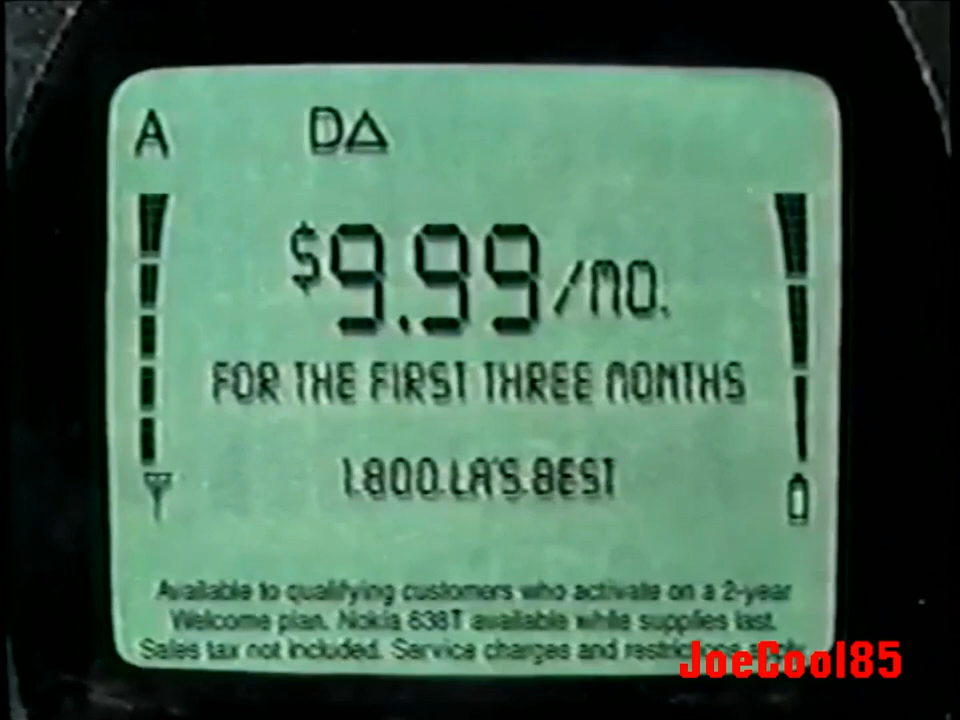 A DΔ
$9.99/MO.
FOR THE FIRST THREE MONTHS
1.800.LA'S.BEST
Available to qualifying customers who activate on a 2-year
Welcome plan. Nokia 638T available while supplies last.
Sales tax not included. Service charges and restrictions apply.
JoeCool85